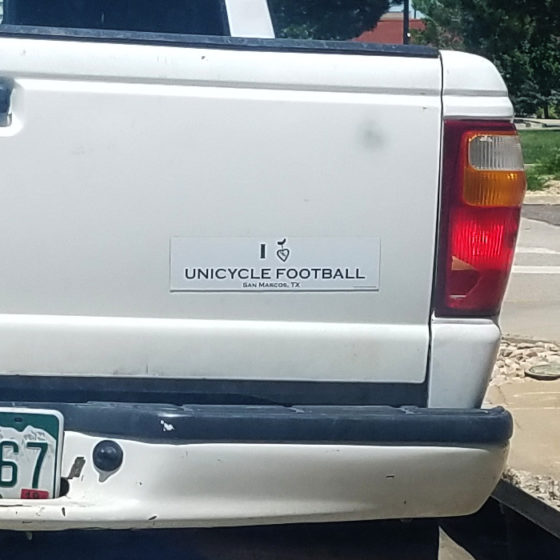 I
UNICYCLE FOOTBALL
SAN MARCOS, TX
67